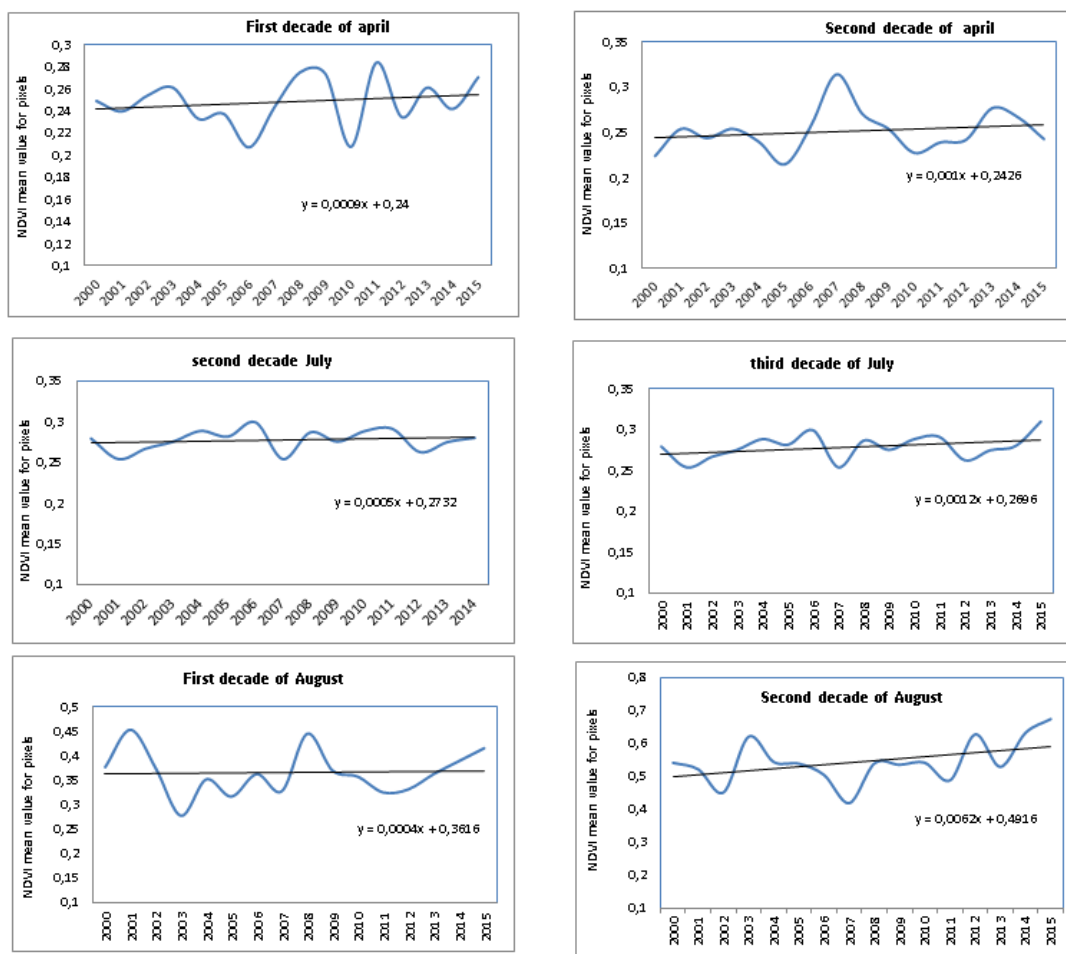 First decade of april
NDVI mean value for pixels
0,3
0,28
0,26
0,24
0,22
0,2
0,18
0,16
0,14
0,12
0,1
y = 0,0009x + 0,24
2000 2001 2002 2003 2004 2005 2006 2007 2008 2009 2010 2011 2012 2013 2014 2015
Second decade of april
NDVI mean value for pixels
0,35
0,3
0,25
0,2
0,15
0,1
y = 0,001x + 0,2426
2000 2001 2002 2003 2004 2005 2006 2007 2008 2009 2010 2011 2012 2013 2014 2015
second decade July
NDVI mean value for pixels
0,35
0,3
0,25
0,2
0,15
0,1
y = 0,0005x + 0,2732
2000 2001 2002 2003 2004 2005 2006 2007 2008 2009 2010 2011 2012 2013 2014
third decade of July
NDVI mean value for pixels
0,35
0,3
0,25
0,2
0,15
0,1
y = 0,0012x + 0,2696
2000 2001 2002 2003 2004 2005 2006 2007 2008 2009 2010 2011 2012 2013 2014 2015
First decade of August
NDVI mean value for pixels
0,5
0,45
0,4
0,35
0,3
0,25
0,2
0,15
0,1
y = 0,0004x + 0,3616
2000 2001 2002 2003 2004 2005 2006 2007 2008 2009 2010 2011 2012 2013 2014 2015
Second decade of August
NDVI mean value for pixels
0,8
0,7
0,6
0,5
0,4
0,3
0,2
0,1
y = 0,0062x + 0,4916
2000 2001 2002 2003 2004 2005 2006 2007 2008 2009 2010 2011 2012 2013 2014 2015